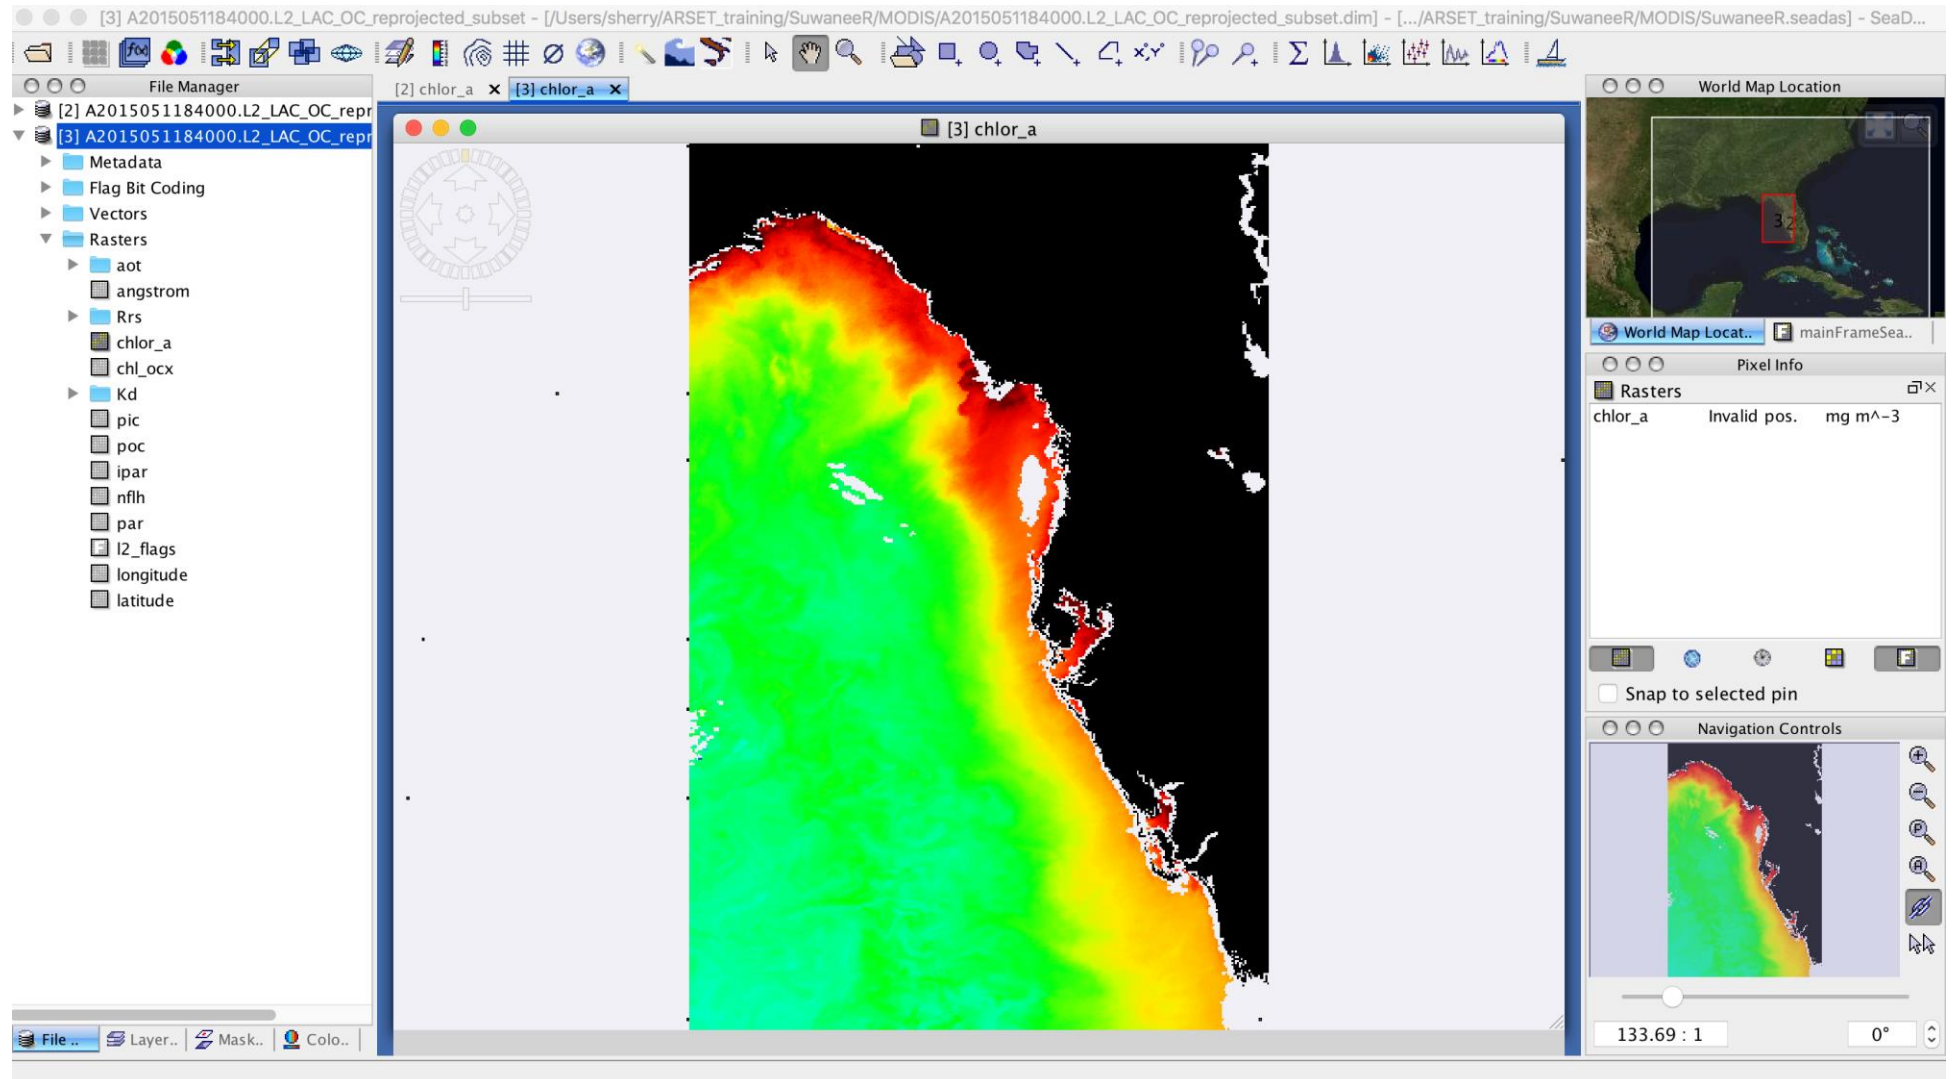 [3] A2015051184000.L2_LAC_OC_reprojected_subset - [/Users/sherry/ARSET_training/SuwaneeR/MODIS/A2015051184000.L2_LAC_OC_reprojected_subset.dim] - [.../ARSET_training/SuwaneeR/MODIS/SuwaneeR.seadas] - SeaD...
File Manager
[2] A2015051184000.L2_LAC_OC_repr
[3] A2015051184000.L2_LAC_OC_repr
Metadata
Flag Bit Coding
Vectors
Rasters
aot
angstrom
Rrs
chlor_a
chl_ocx
Kd
pic
poc
ipar
nflh
par
l2_flags
longitude
latitude
File ..
Layer..
Mask..
Colo..
[2] chlor_a
[3] chlor_a
[3] chlor_a
World Map Location
3
2
World Map Locat..
mainFrameSea..
Pixel Info
Rasters
chlor_a Invalid pos. mg m^-3
Snap to selected pin
Navigation Controls
133.69 : 1
0°